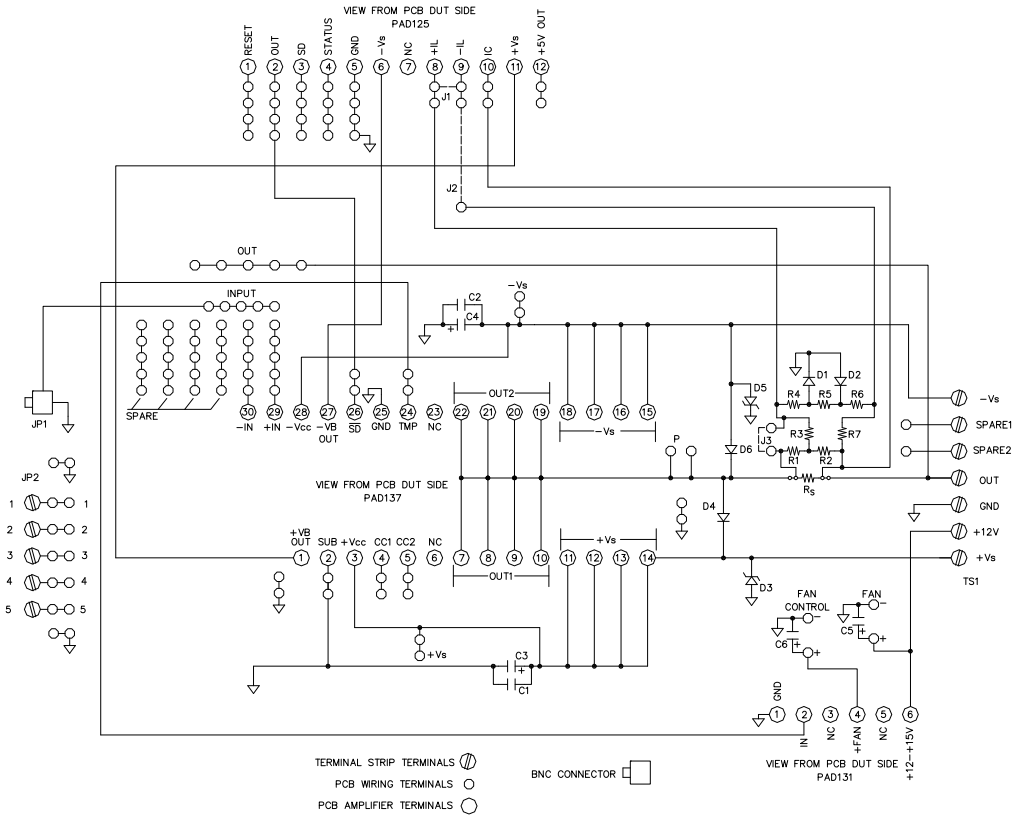 VIEW FROM PCB DUT SIDE
PAD125
RESET
OUT
SD
STATUS
GND
-Vs
NC
+IL
-IL
IC
+Vs
+5V OUT
1 2 3 4 5 6 7 8 9 10 11 12
J1
J2
OUT
INPUT
-Vs
C2
C4
+
SPARE
JP1
30 29 28 27 26 25 24 23 22 21 20 19 18 17 16 15
-IN
+IN
-Vcc
-VB
OUT
SD
GND
TMP
NC
OUT2
-Vs
D5
D6
D1
D2
R4
R5
R6
R3
R7
J3
R1
R2
RS
P
D4
-Vs
SPARE1
SPARE2
OUT
GND
+12V
+Vs
TS1
JP2
1 1
2 2
3 3
4 4
5 5
VIEW FROM PCB DUT SIDE
PAD137
+VB
OUT
SUB
+Vcc
CC1
CC2
NC
+Vs
1 2 3 4 5 6 7 8 9 10 11 12 13 14
OUT1
D3
+Vs
C3
+
C1
FAN
CONTROL
-
C6
+
+
FAN
-
C5
+
+
GND
1 2 3 4 5 6
IN
NC
+FAN
NC
+12-+15V
VIEW FROM PCB DUT SIDE
PAD131
TERMINAL STRIP TERMINALS
PCB WIRING TERMINALS
PCB AMPLIFIER TERMINALS
BNC CONNECTOR